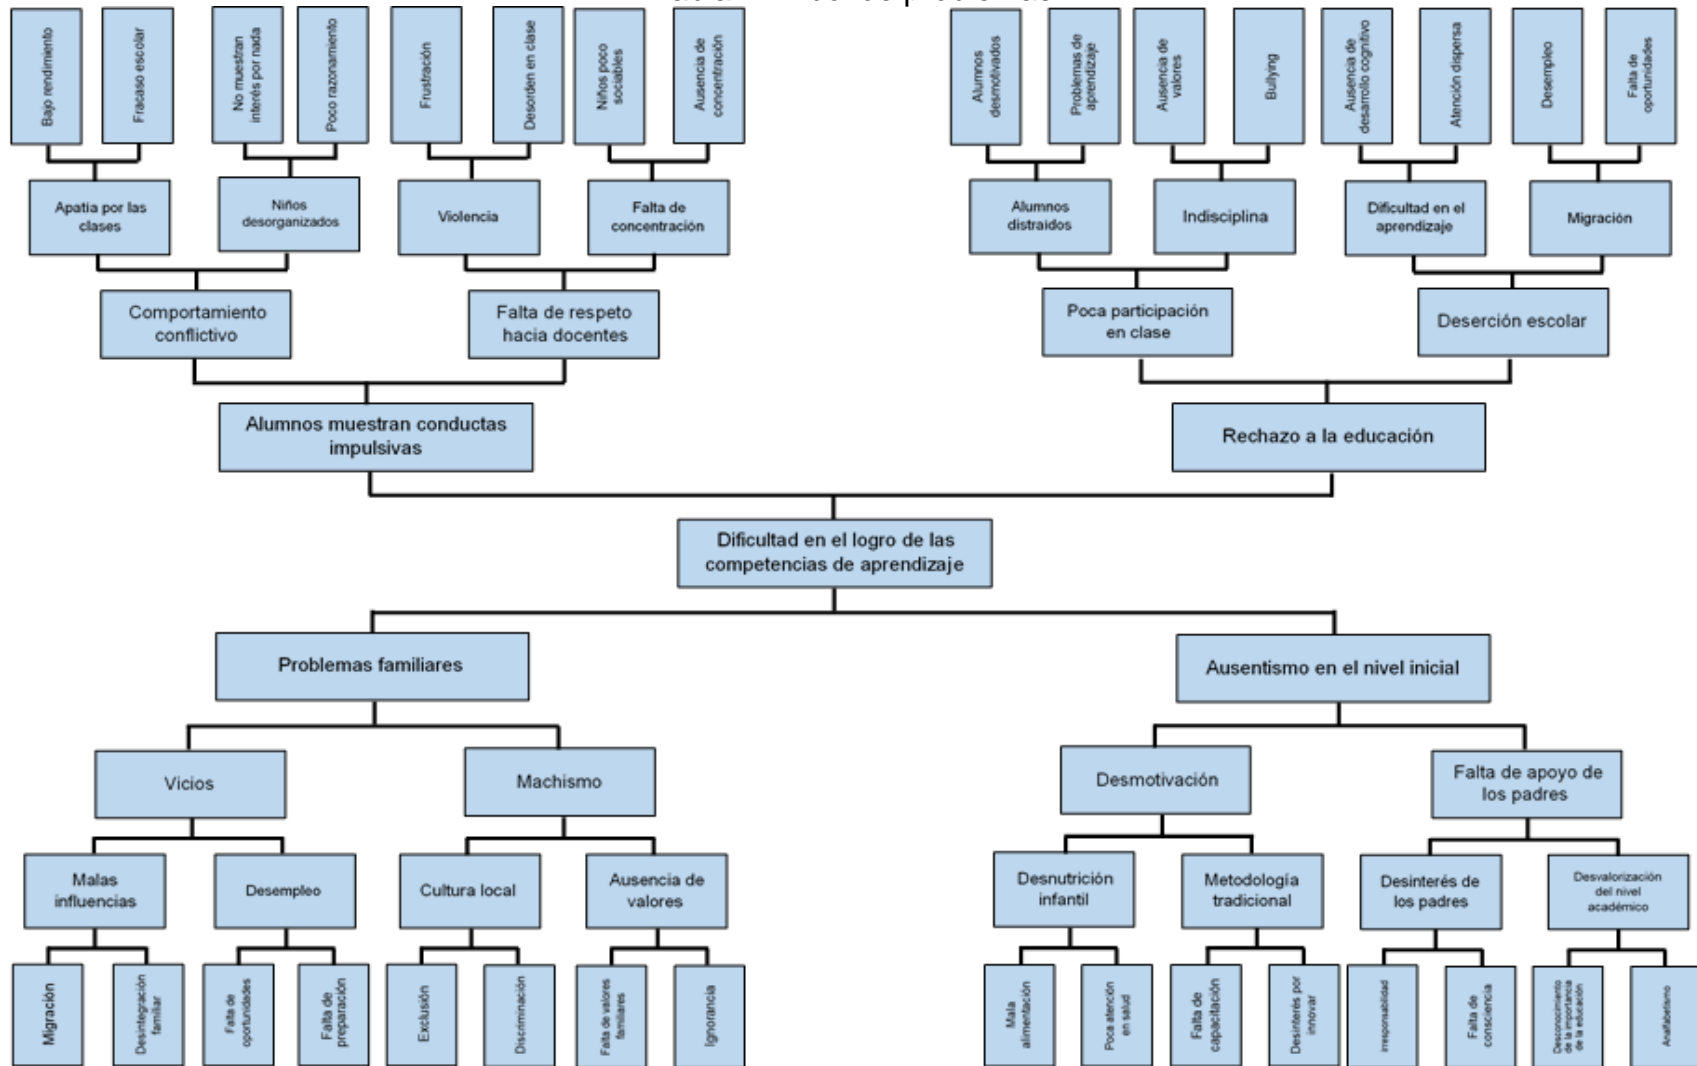 Bajo rendimiento
Fracaso escolar
No muestran
interés por nada
Poco razonamiento
Frustración
Desorden en clase
Niños poco
sociables
Ausencia de
concentración
Alumnos
desmotivados
Problemas de
aprendizaje
Ausencia de
valores
Bullying
Ausencia de
desarrollo cognitivo
Atención dispersa
Desempleo
Falta de
oportunidades
Apatía por las
clases
Niños
desorganizados
Violencia
Falta de
concentración
Alumnos
distraidos
Indisciplina
Dificultad en el
aprendizaje
Migración
Comportamiento
conflictivo
Falta de respeto
hacia docentes
Poca participación
en clase
Deserción escolar
Alumnos muestran conductas
impulsivas
Rechazo a la educación
Dificultad en el logro de las
competencias de aprendizaje
Problemas familiares
Ausentismo en el nivel inicial
Vicios
Machismo
Desmotivación
Falta de apoyo de
los padres
Malas
influencias
Desempleo
Cultura local
Ausencia de
valores
Desnutrición
infantil
Metodología
tradicional
Desinterés de
los padres
Desvalorización
del nivel
académico
Migración
Desintegración
familiar
Falta de
oportunidades
Falta de
preparación
Exclusión
Discriminación
Falta de valores
familiares
Ignorancia
Mala
alimentación
Poca atención
en salud
Falta de
capacitación
Desinterés por
innovar
irresponsabilidad
Falta de
consciencia
Desconocimiento
de la importancia
de la educación
Analfabetismo